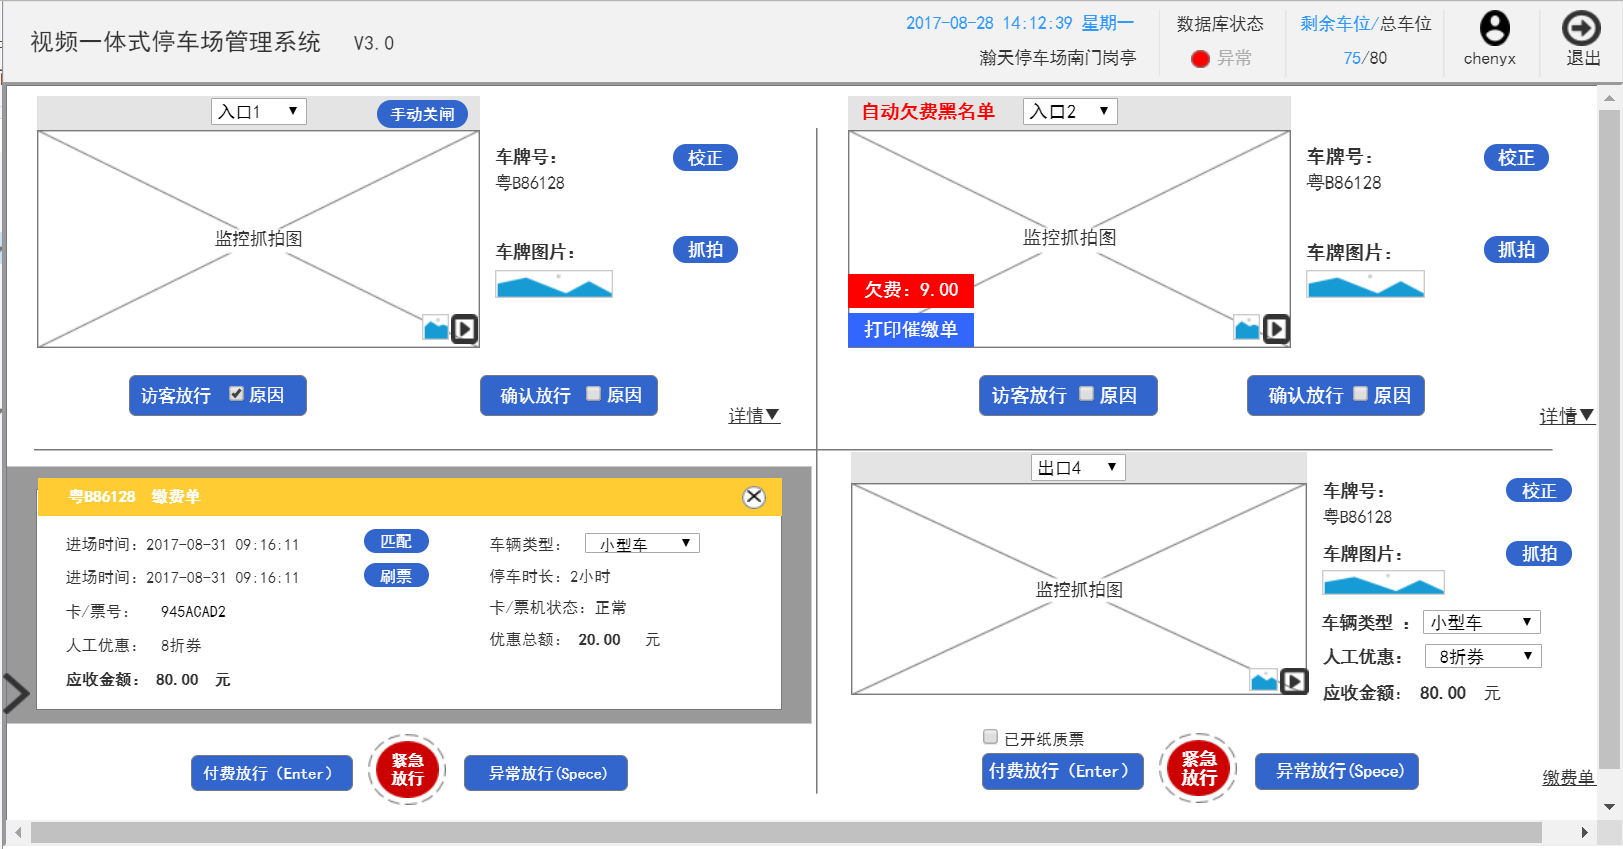 视频一体式停车场管理系统 V3.0
2017-08-28 14:12:39 星期一
瀚天停车场南门岗亭
数据库状态
异常
剩余车位/总车位
75/80
chenyx
退出
入口1
手动关闸
监控抓拍图
车牌号：
粤B86128
校正
车牌图片：
抓拍
访客放行 原因
确认放行 原因
详情▼
自动欠费黑名单 入口2
监控抓拍图
欠费：9.00
打印催缴单
车牌号：
粤B86128
校正
车牌图片：
抓拍
访客放行 原因
确认放行 原因
详情▼
粤B86128 缴费单
进场时间：2017-08-31 09:16:11 匹配
进场时间：2017-08-31 09:16:11 刷票
卡/票号： 945ACAD2
人工优惠： 8折券
应收金额： 80.00 元
车辆类型： 小型车
停车时长：2小时
卡/票机状态：正常
优惠总额： 20.00 元
付费放行（Enter）
紧急
放行
异常放行(Spece)
出口4
监控抓拍图
车牌号：
粤B86128
校正
车牌图片：
抓拍
车辆类型 ： 小型车
人工优惠： 8折券
应收金额： 80.00 元
已开纸质票
付费放行（Enter）
紧急
放行
异常放行(Spece)
缴费单